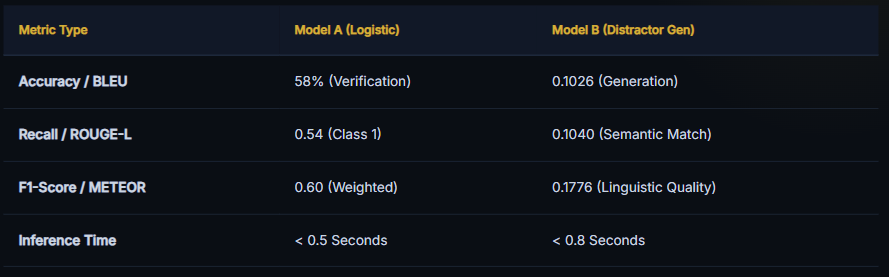 Metric Type Model A (Logistic) Model B (Distractor Gen)
Accuracy / BLEU 58% (Verification) 0.1026 (Generation)
Recall / ROUGE-L 0.54 (Class 1) 0.1040 (Semantic Match)
F1-Score / METEOR 0.60 (Weighted) 0.1776 (Linguistic Quality)
Inference Time < 0.5 Seconds < 0.8 Seconds